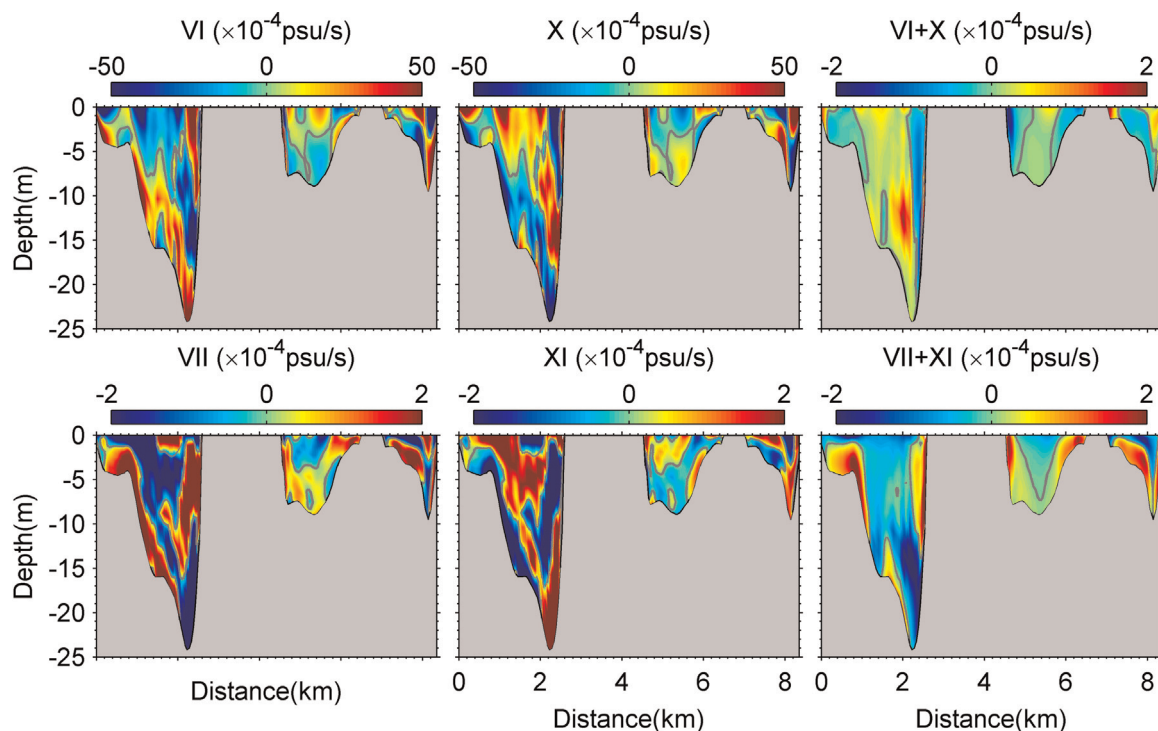 VI (×10⁻⁴psu/s) X (×10⁻⁴psu/s) VI+X (×10⁻⁴psu/s)
-50 0 50 -50 0 50 -2 0 2
0
-5
-10
-15
-20
-25
Depth(m)
VII (×10⁻⁴psu/s) XI (×10⁻⁴psu/s) VII+XI (×10⁻⁴psu/s)
-2 0 2 -2 0 2 -2 0 2
0
-5
-10
-15
-20
-25
Depth(m)
0 2 4 6 8 0 2 4 6 8
Distance(km) Distance(km) Distance(km)